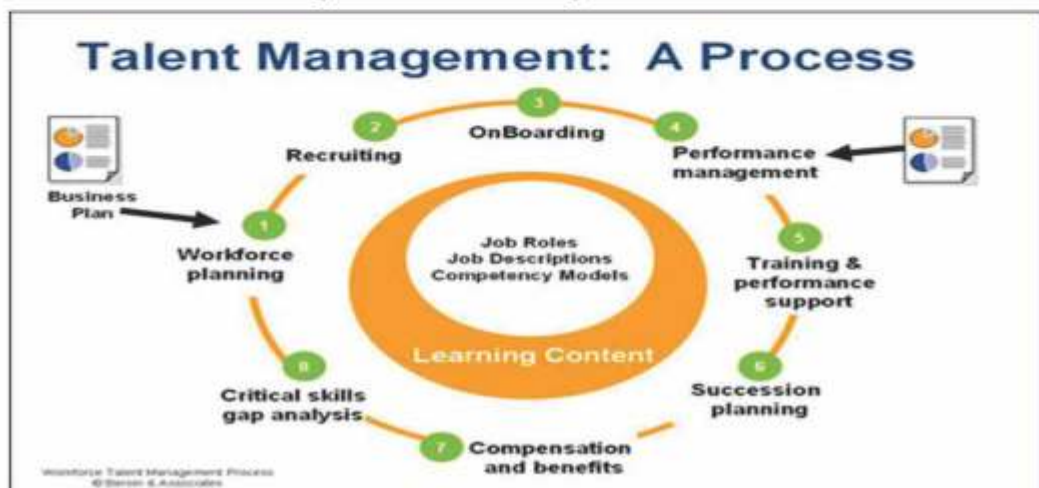 Talent Management: A Process
3
2
4
OnBoarding
Recruiting
Performance
management
Business
Plan
1
Workforce
planning
Job Roles
Job Descriptions
Competency Models
5
Training &
performance
support
Learning Content
8
Critical skills
gap analysis
6
Succession
planning
7
Compensation
and benefits
Workforce Talent Management Process
© Bersin & Associates